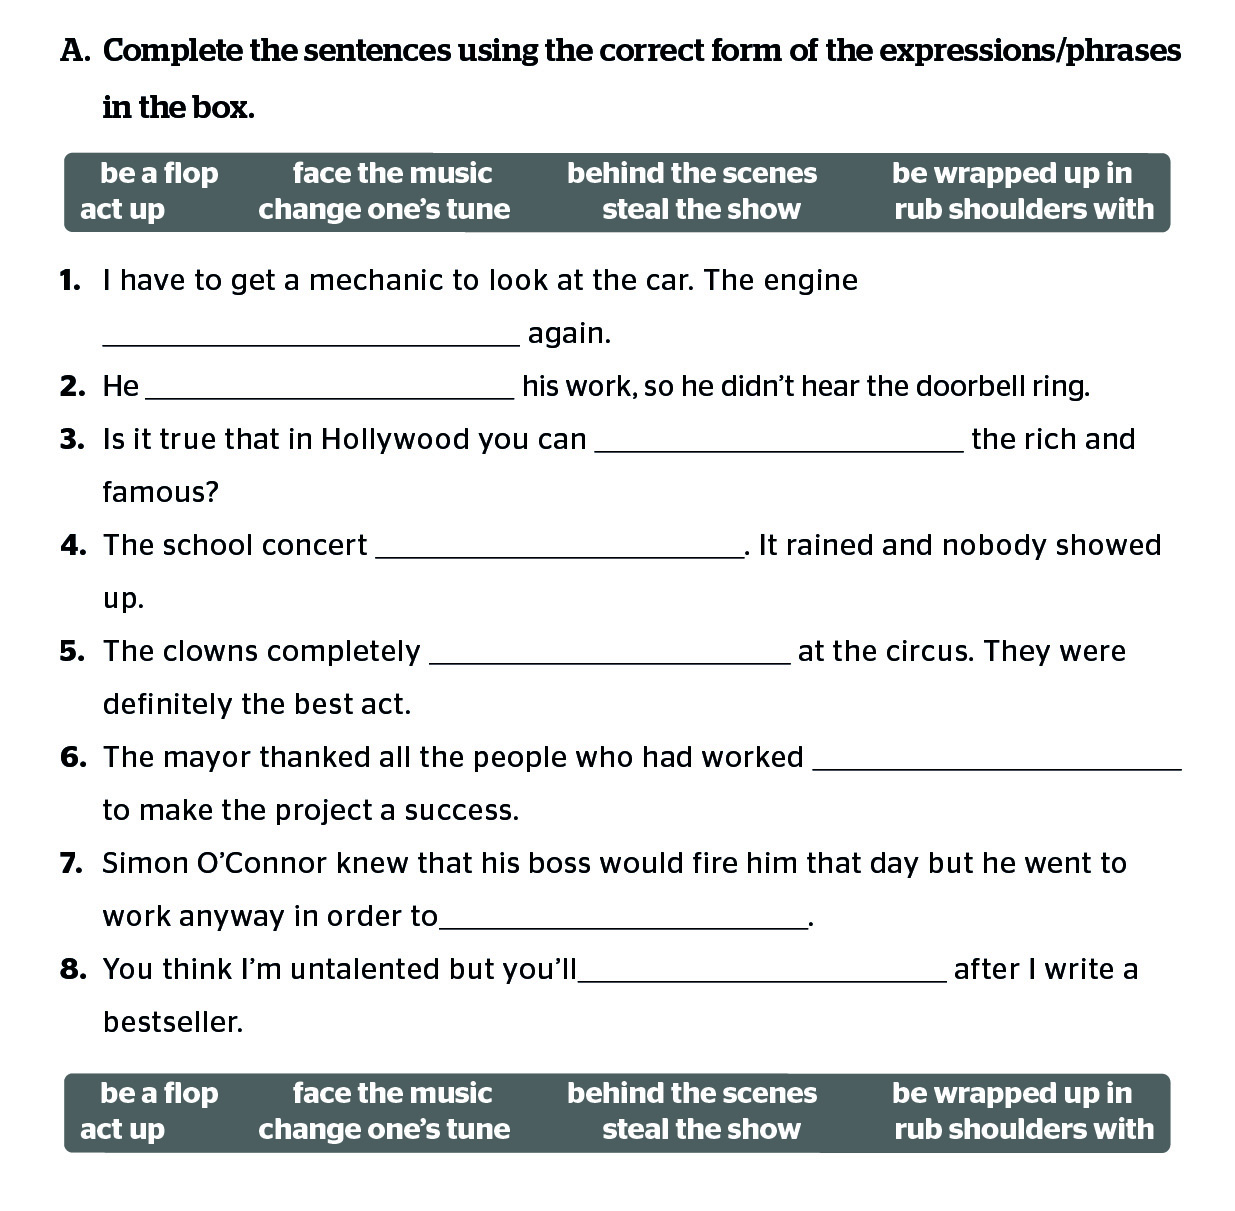 A. Complete the sentences using the correct form of the expressions/phrases
in the box.
be a flop face the music behind the scenes be wrapped up in
act up change one's tune steal the show rub shoulders with
1. I have to get a mechanic to look at the car. The engine
____________________________ again.
2. He _________________________ his work, so he didn't hear the doorbell ring.
3. Is it true that in Hollywood you can _________________________ the rich and
famous?
4. The school concert _________________________. It rained and nobody showed
up.
5. The clowns completely ________________________ at the circus. They were
definitely the best act.
6. The mayor thanked all the people who had worked _________________________
to make the project a success.
7. Simon O'Connor knew that his boss would fire him that day but he went to
work anyway in order to_________________________.
8. You think I'm untalented but you'll_________________________ after I write a
bestseller.
be a flop face the music behind the scenes be wrapped up in
act up change one's tune steal the show rub shoulders with